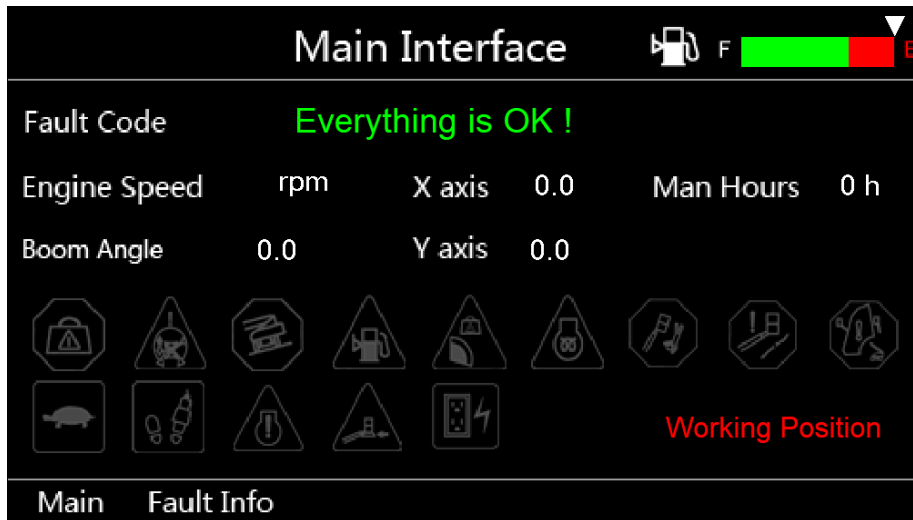 Main Interface F E
Fault Code Everything is OK !
Engine Speed rpm X axis 0.0 Man Hours 0 h
Boom Angle 0.0 Y axis 0.0
Working Position
Main Fault Info